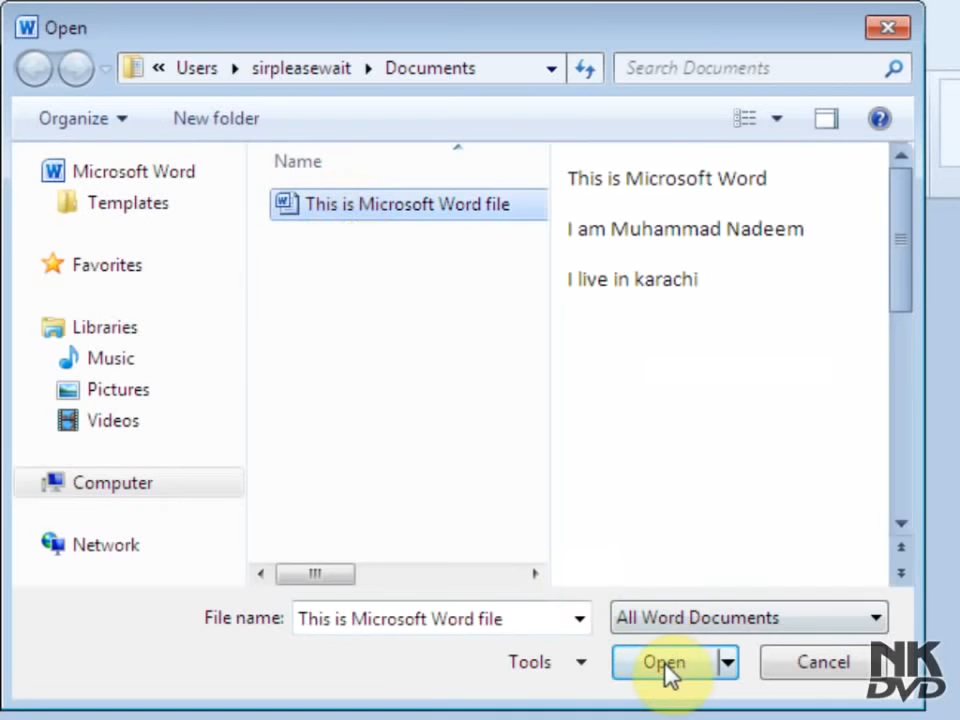 Open
« Users Sirpleasewait Documents
Search Documents
Organize
New folder
Microsoft Word
Templates
Favorites
Libraries
Music
Pictures
Videos
Computer
Network
Name
This is Microsoft Word file
This is Microsoft Word
I am Muhammad Nadeem
I live in karachi
File name: This is Microsoft Word file
All Word Documents
Tools
Open
Cancel
NK
DVD